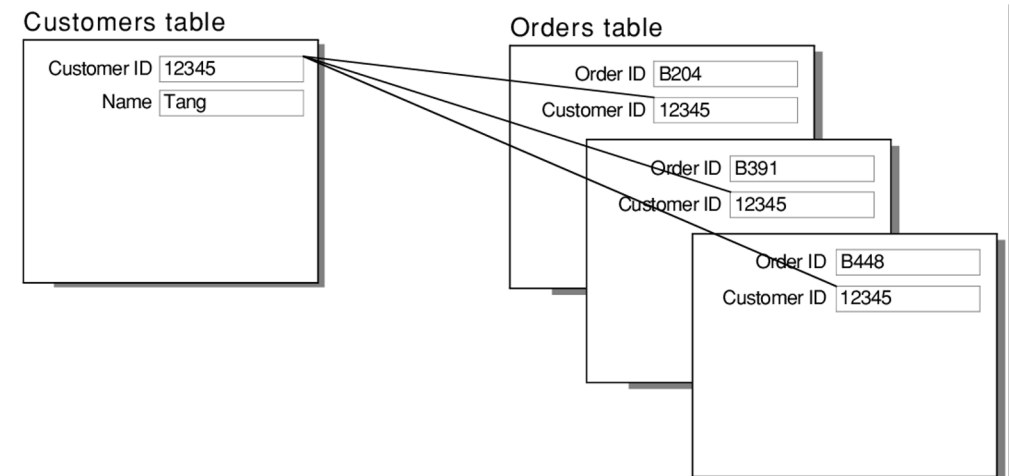 Customers table
Customer ID 12345
Name Tang
Orders table
Order ID B204
Customer ID 12345
Order ID B391
Customer ID 12345
Order ID B448
Customer ID 12345